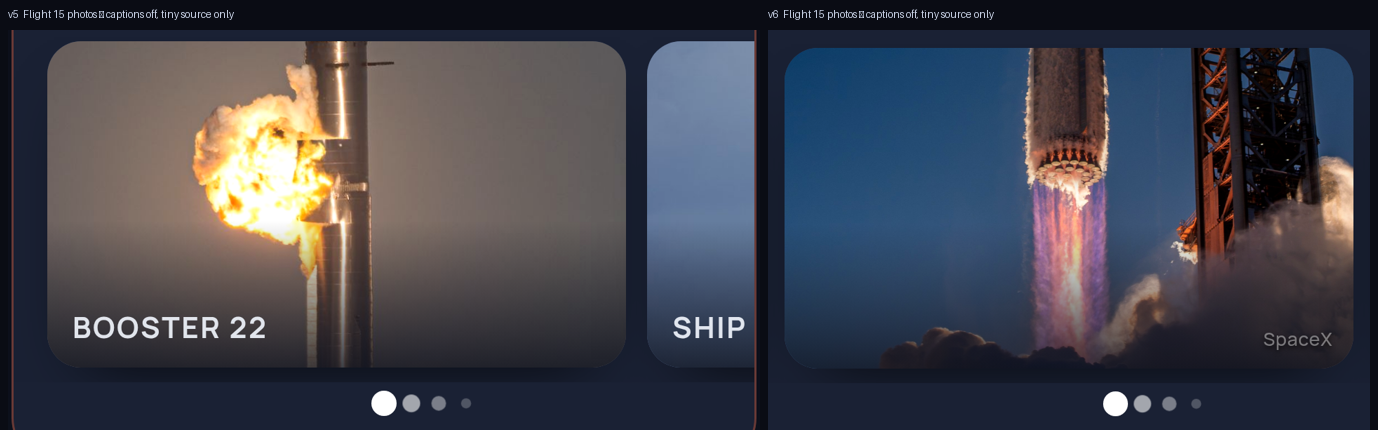 v5 Flight 15 photos captions off, tiny source only
v6 Flight 15 photos captions off, tiny source only
BOOSTER 22
SHIP
SpaceX